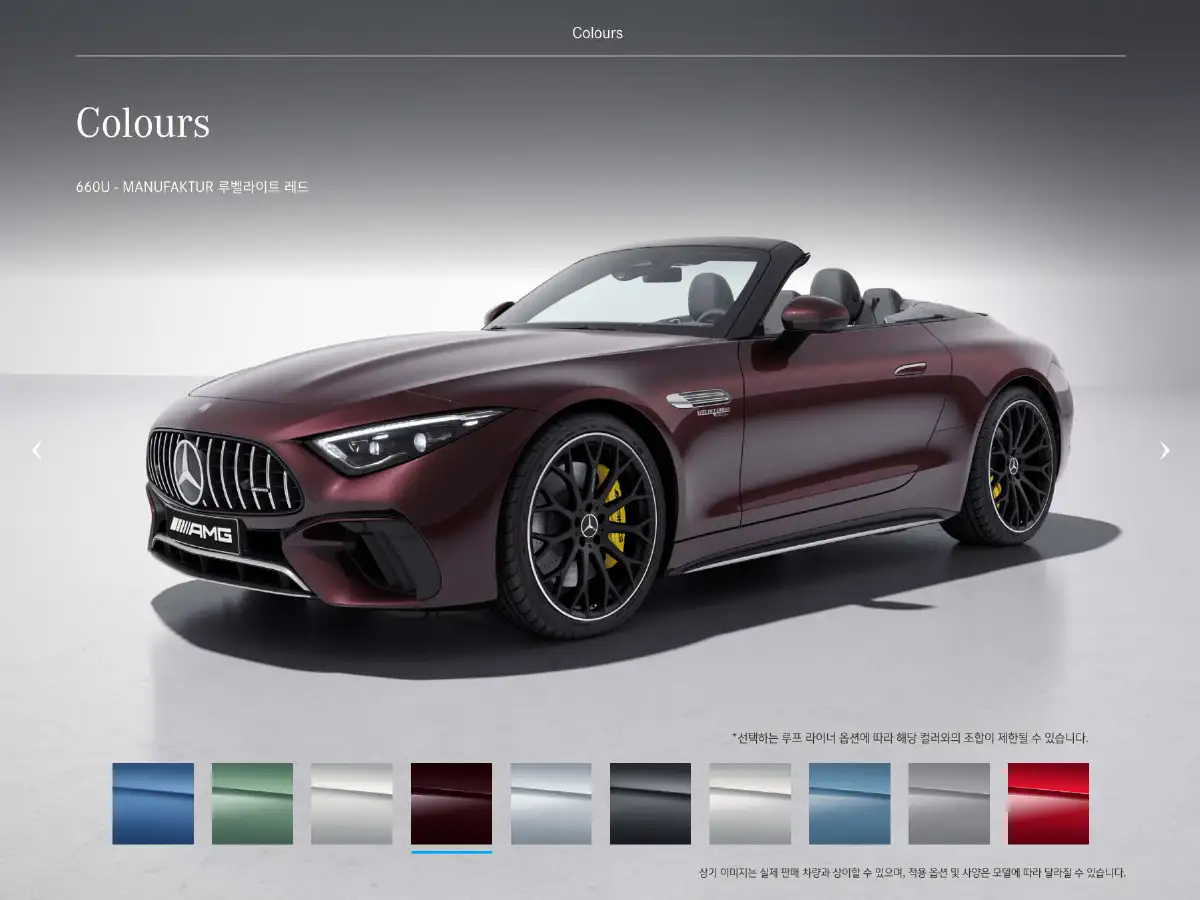 Colours
Colours
660U - MANUFAKTUR 루벨라이트 레드
AMG
*선택하는 루프 라이너 옵션에 따라 해당 컬러와의 조합이 제한될 수 있습니다.
상기 이미지는 실제 판매 차량과 상이할 수 있으며, 적용 옵션 및 사양은 모델에 따라 달라질 수 있습니다.